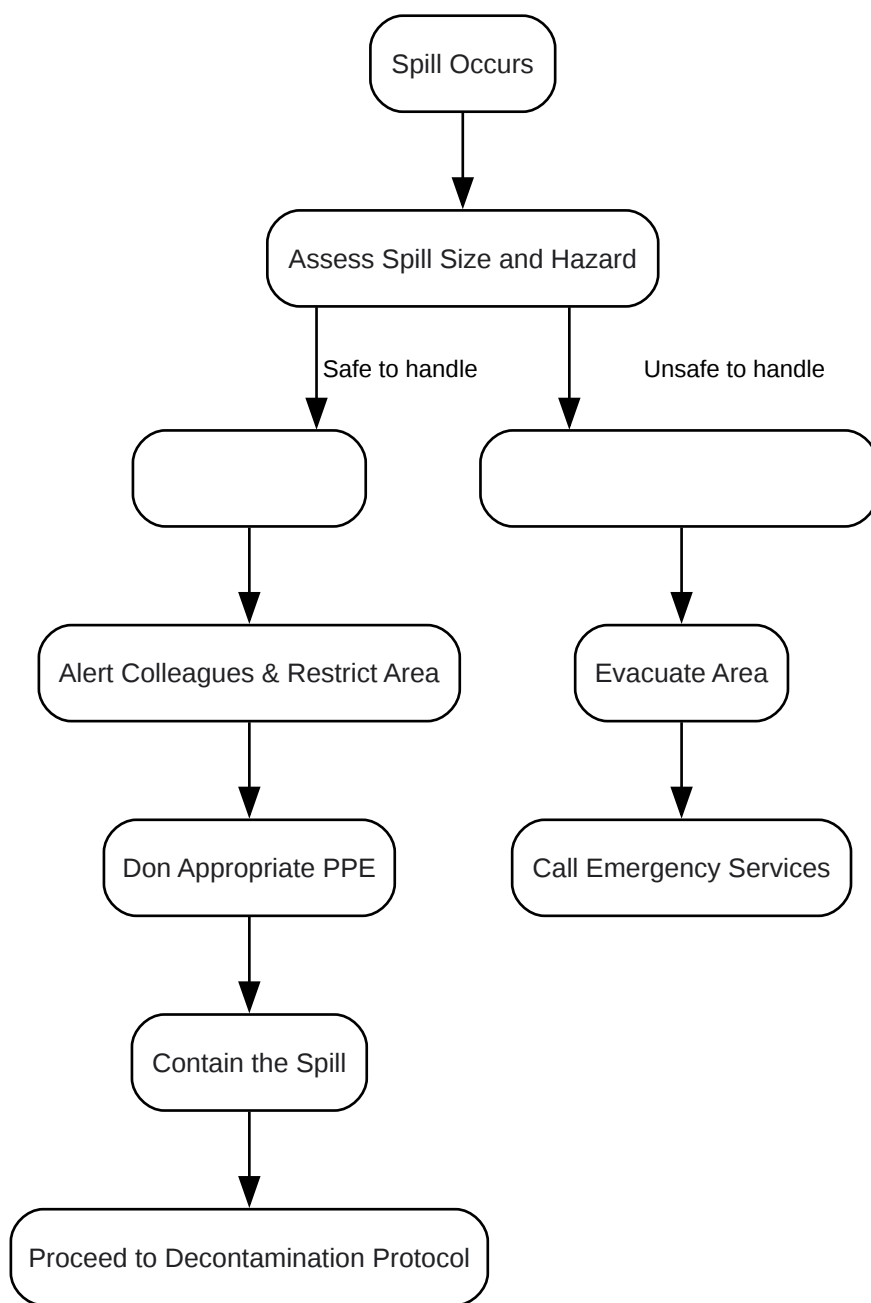 Spill Occurs
Assess Spill Size and Hazard
Safe to handle
Unsafe to handle
Alert Colleagues & Restrict Area
Evacuate Area
Don Appropriate PPE
Call Emergency Services
Contain the Spill
Proceed to Decontamination Protocol